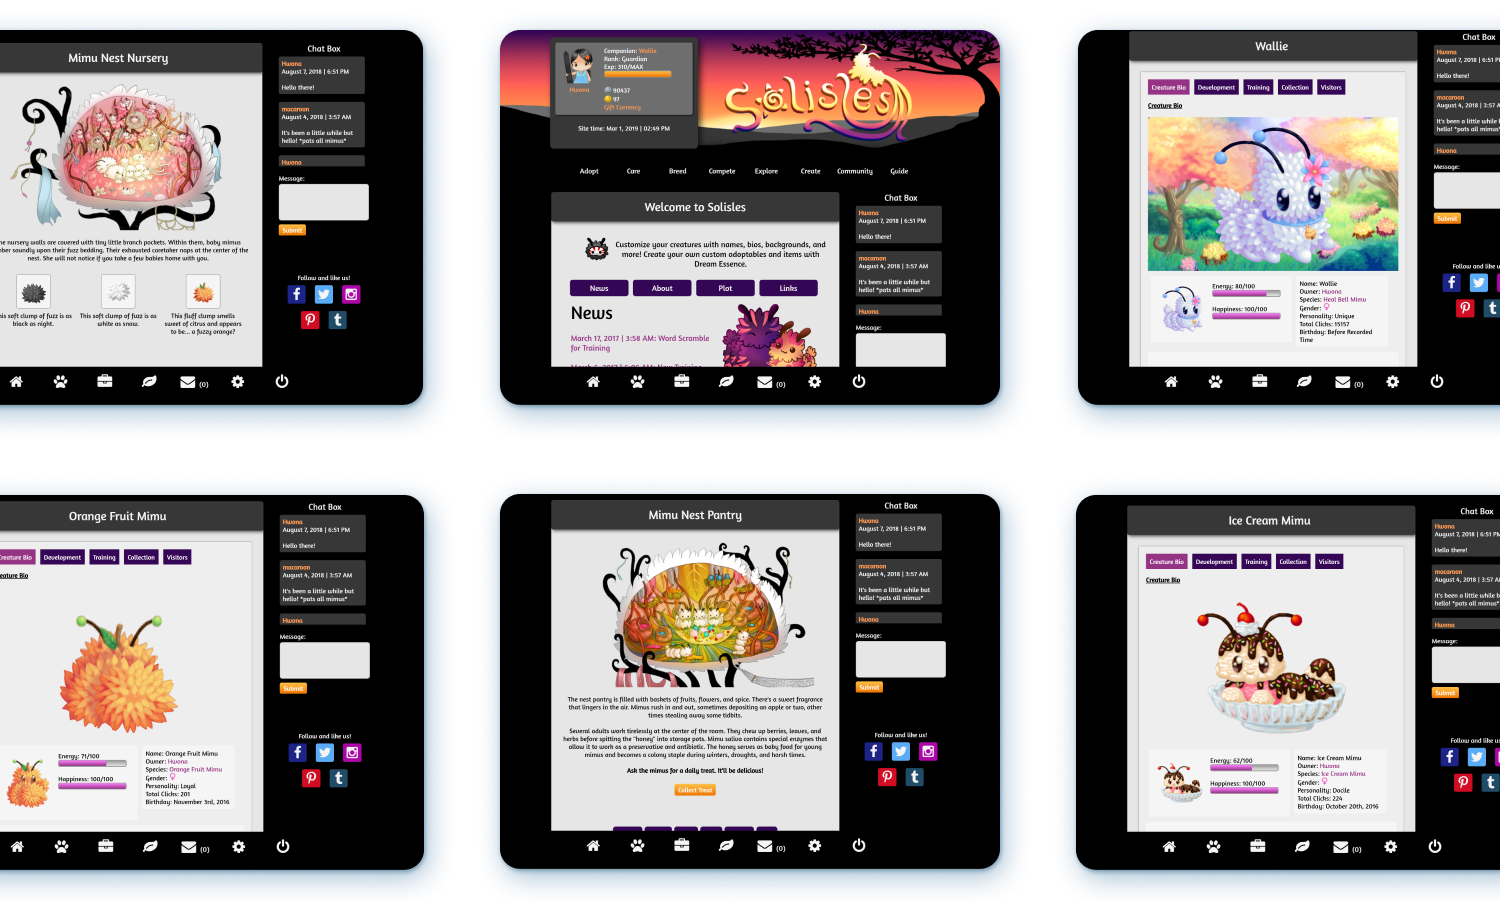 Mimu Nest Nursery
nursery walls are covered with tiny little branch pockets. Within them, baby mimus
soundly upon their fuzz bedding. Their exhausted caretaker naps at the center of the
nest. She will not notice if you take a few babies home with you.
soft clump of fuzz is as
black as night.
This soft clump of fuzz is as
white as snow.
This fluff clump smells
sweet of citrus and appears
to be... a fuzzy orange?
Chat Box
Hwona
August 7, 2018 | 6:51 PM
Hello there!
macaroon
August 4, 2018 | 3:57 AM
It's been a little while but
hello! *pats all mimus*
Hwona
Message:
Submit
Follow and like us!
(0)
Companion: Wallie
Rank: Guardian
Exp: 310/MAX
Hwona
90437
97
Gift Currency
Site time: Mar 1, 2019 | 02:49 PM
Solisles
Adopt Care Breed Compete Explore Create Community Guide
Welcome to Solisles
Customize your creatures with names, bios, backgrounds, and
more! Create your own custom adoptables and items with
Dream Essence.
News About Plot Links
News
March 17, 2017 | 3:58 AM: Word Scramble
for Training
Chat Box
Hwona
August 7, 2018 | 6:51 PM
Hello there!
macaroon
August 4, 2018 | 3:57 AM
It's been a little while but
hello! *pats all mimus*
Hwona
Message:
(0)
Wallie
Creature Bio Development Training Collection Visitors
Creature Bio
Energy: 80/100
Happiness: 100/100
Name: Wallie
Owner: Hwona
Species: Heal Bell Mimu
Gender: ♀
Personality: Unique
Total Clicks: 15157
Birthday: Before Recorded
Time
Chat Box
Hwona
August 7, 2018 | 6:51 PM
Hello there!
macaroon
August 4, 2018 | 3:57
It's been a little while
hello! *pats all mimus*
Hwona
Message:
Submit
Follow and like
(0)
Orange Fruit Mimu
Creature Bio Development Training Collection Visitors
Creature Bio
Energy: 71/100
Happiness: 100/100
Name: Orange Fruit Mimu
Owner: Hwona
Species: Orange Fruit Mimu
Gender: ♀
Personality: Loyal
Total Clicks: 201
Birthday: November 3rd, 2016
Chat Box
Hwona
August 7, 2018 | 6:51 PM
Hello there!
macaroon
August 4, 2018 | 3:57 AM
It's been a little while but
hello! *pats all mimus*
Hwona
Message:
Submit
Follow and like us!
(0)
Mimu Nest Pantry
The nest pantry is filled with baskets of fruits, flowers, and spice. There's a sweet fragrance
that lingers in the air. Mimus rush in and out, sometimes depositing an apple or two, other
times stealing away some tidbits.
Several adults work tirelessly at the center of the room. They chew up berries, leaves, and
herbs before spitting the "honey" into storage pots. Mimu saliva contains special enzymes that
allow it to work as a preservative and antibiotic. The honey serves as baby food for young
mimus and becomes a colony staple during winters, droughts, and harsh times.
Ask the mimus for a daily treat. It'll be delicious!
Collect Treat
Chat Box
Hwona
August 7, 2018 | 6:51 PM
Hello there!
macaroon
August 4, 2018 | 3:57 AM
It's been a little while but
hello! *pats all mimus*
Hwona
Message:
Submit
Follow and like us!
(0)
Ice Cream Mimu
Creature Bio Development Training Collection Visitors
Creature Bio
Energy: 62/100
Happiness: 100/100
Name: Ice Cream Mimu
Owner: Hwona
Species: Ice Cream Mimu
Gender: ♀
Personality: Docile
Total Clicks: 224
Birthday: October 20th, 2016
Chat Box
Hwona
August 7, 2018 | 6:51 PM
Hello there!
macaroon
August 4, 2018 | 3:57
It's been a little while
hello! *pats all mimus*
Hwona
Message:
Submit
Follow and like
(0)